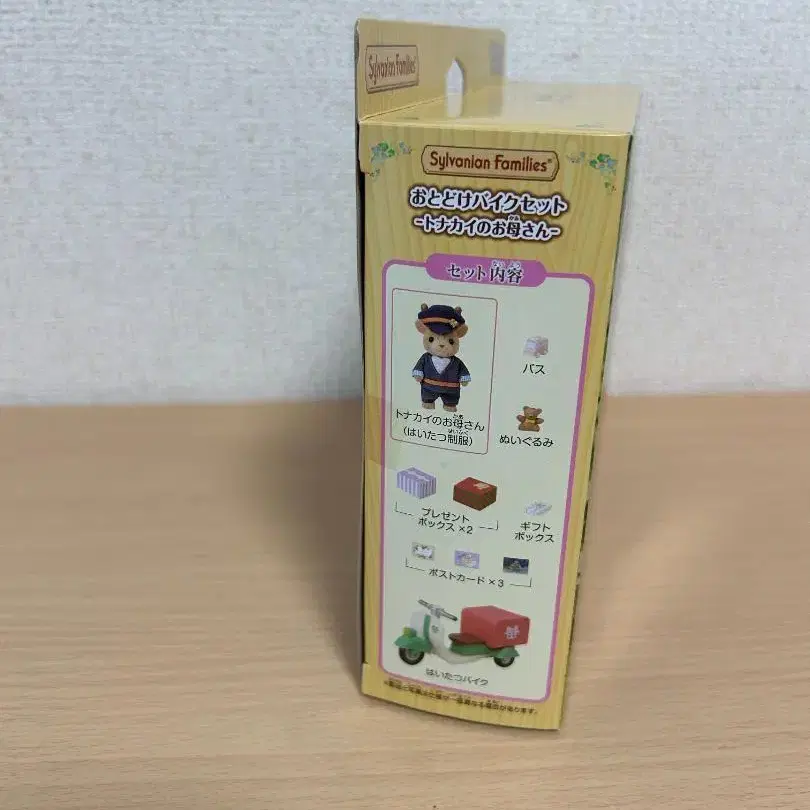 Sylvanian Families®
Sylvanian Families®
おとどけバイクセット
-トナカイのお母さん-
セット内容
トナカイのお母さん
(はいたつ制服)
バス
ぬいぐるみ
プレゼント
ボックス×2
ギフト
ボックス
ポストカード×3
はいたつバイク